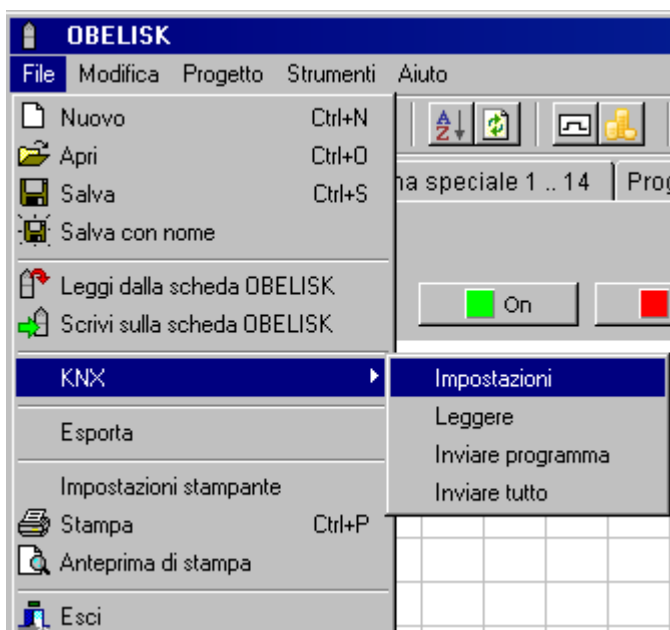 OBELISK
File Modifica Progetto Strumenti Aiuto
Nuovo Ctrl+N
Apri Ctrl+O
Salva Ctrl+S
Salva con nome
Leggi dalla scheda OBELISK
Scrivi sulla scheda OBELISK
KNX
Esporta
Impostazioni stampante
Stampa Ctrl+P
Anteprima di stampa
Esci
Impostazioni
Leggere
Inviare programma
Inviare tutto
A
Z
speciale 1 .. 14
On